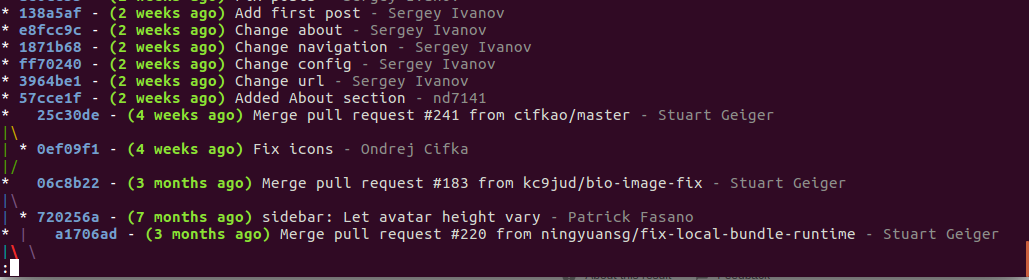 * 138a5af - (2 weeks ago) Add first post - Sergey Ivanov
* e8fcc9c - (2 weeks ago) Change about - Sergey Ivanov
* 1871b68 - (2 weeks ago) Change navigation - Sergey Ivanov
* ff70240 - (2 weeks ago) Change config - Sergey Ivanov
* 3964be1 - (2 weeks ago) Change url - Sergey Ivanov
* 57cce1f - (2 weeks ago) Added About section - nd7141
*   25c30de - (4 weeks ago) Merge pull request #241 from cifkao/master - Stuart Geiger
|\
| * 0ef09f1 - (4 weeks ago) Fix icons - Ondrej Cifka
|/
*   06c8b22 - (3 months ago) Merge pull request #183 from kc9jud/bio-image-fix - Stuart Geiger
|\
| * 720256a - (7 months ago) sidebar: Let avatar height vary - Patrick Fasano
* |   a1706ad - (3 months ago) Merge pull request #220 from ningyuansg/fix-local-bundle-runtime - Stuart Geiger
|\ \
: